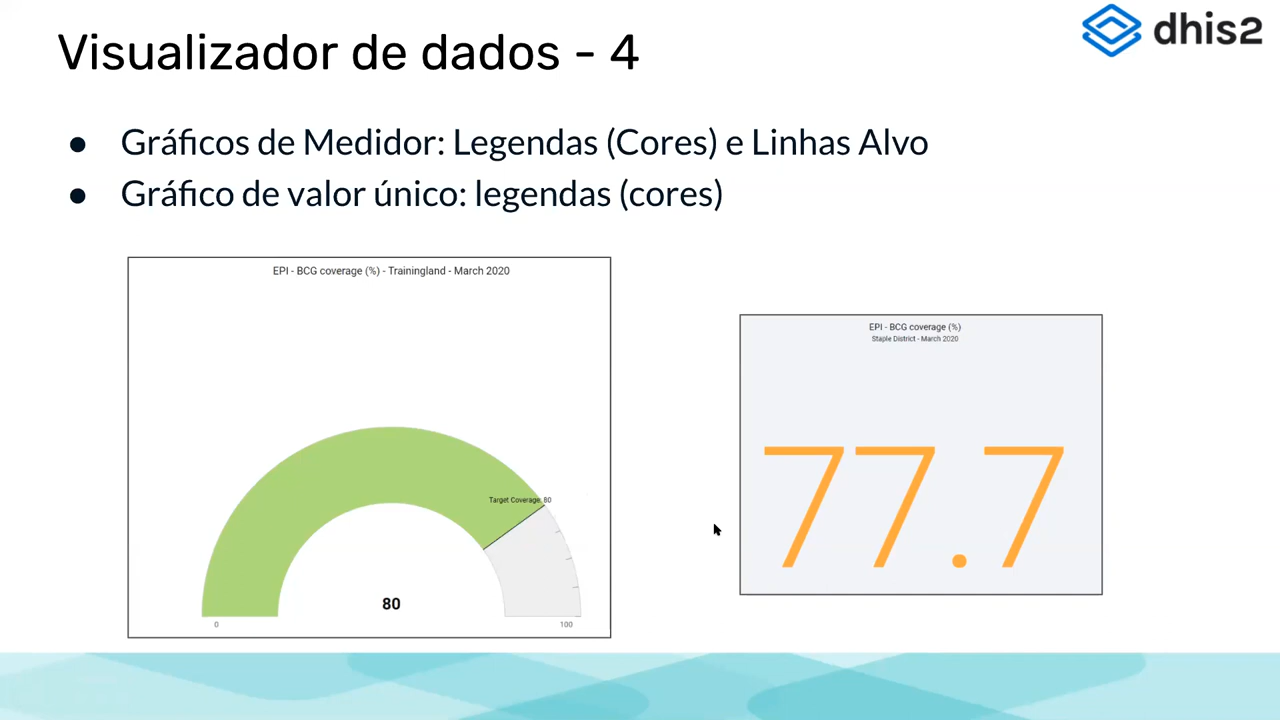 Visualizador de dados - 4
dhis2
● Gráficos de Medidor: Legendas (Cores) e Linhas Alvo
● Gráfico de valor único: legendas (cores)
EPI - BCG coverage (%) - Trainingland - March 2020
Target Coverage: 80
80
0
100
EPI - BCG coverage (%)
Staple District - March 2020
77.7